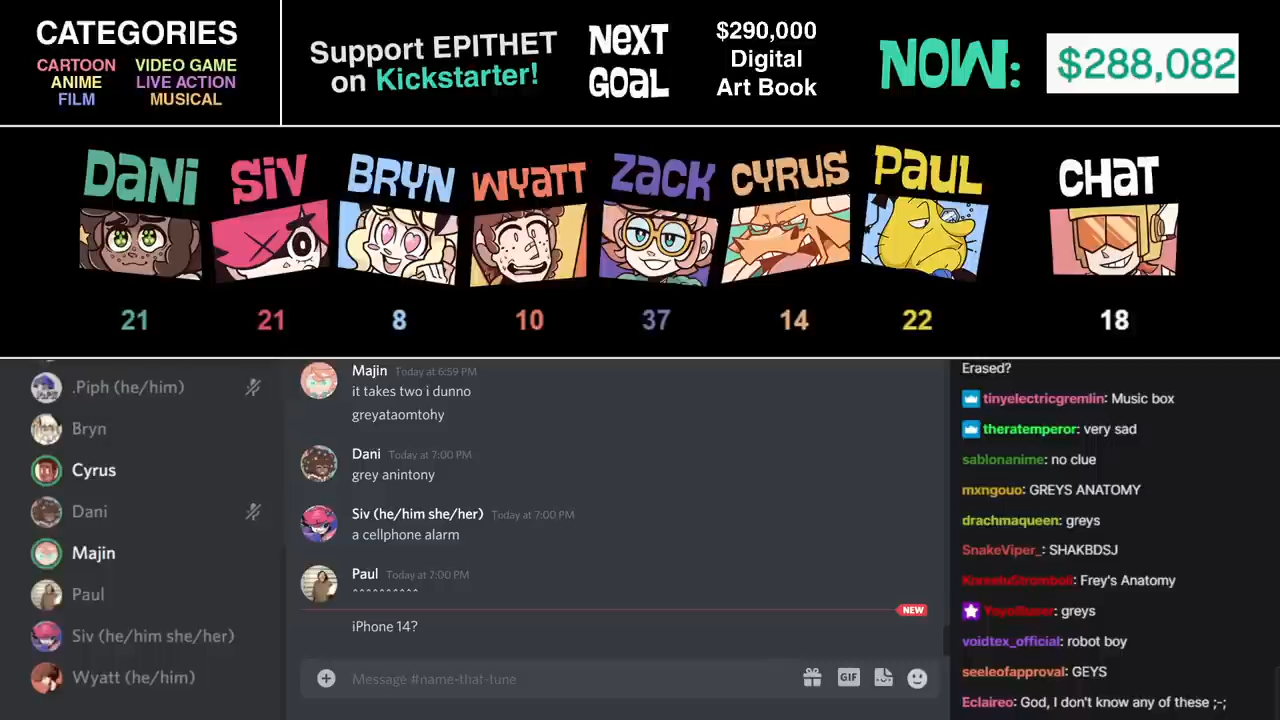 CATEGORIES
CARTOON VIDEO GAME
ANIME LIVE ACTION
FILM MUSICAL
Support EPITHET
on Kickstarter!
NEXT
GOAL
$290,000
Digital
Art Book
NOW:
$288,082
DANI SIV BRYN WYATT ZACK CYRUS PAUL CHAT
21 21 8 10 37 14 22 18
.Piph (he/him)
Bryn
Cyrus
Dani
Majin
Paul
Siv (he/him she/her)
Wyatt (he/him)
Majin Today at 6:59 PM
it takes two i dunno
greyataomtohy
Dani Today at 7:00 PM
grey anintony
Siv (he/him she/her) Today at 7:00 PM
a cellphone alarm
Paul Today at 7:00 PM
^^^^^^^^^^
NEW
iPhone 14?
Message #name-that-tune
GIF
Erased?
tinyelectricgremlin: Music box
theratemperor: very sad
sablonanime: no clue
mxngouo: GREYS ANATOMY
drachmaqueen: greys
SnakeViper_: SHAKBDSJ
Frey's Anatomy
greys
voidtex_official: robot boy
seeleofapproval: GEYS
Eclaireo: God, I don't know any of these ;-;